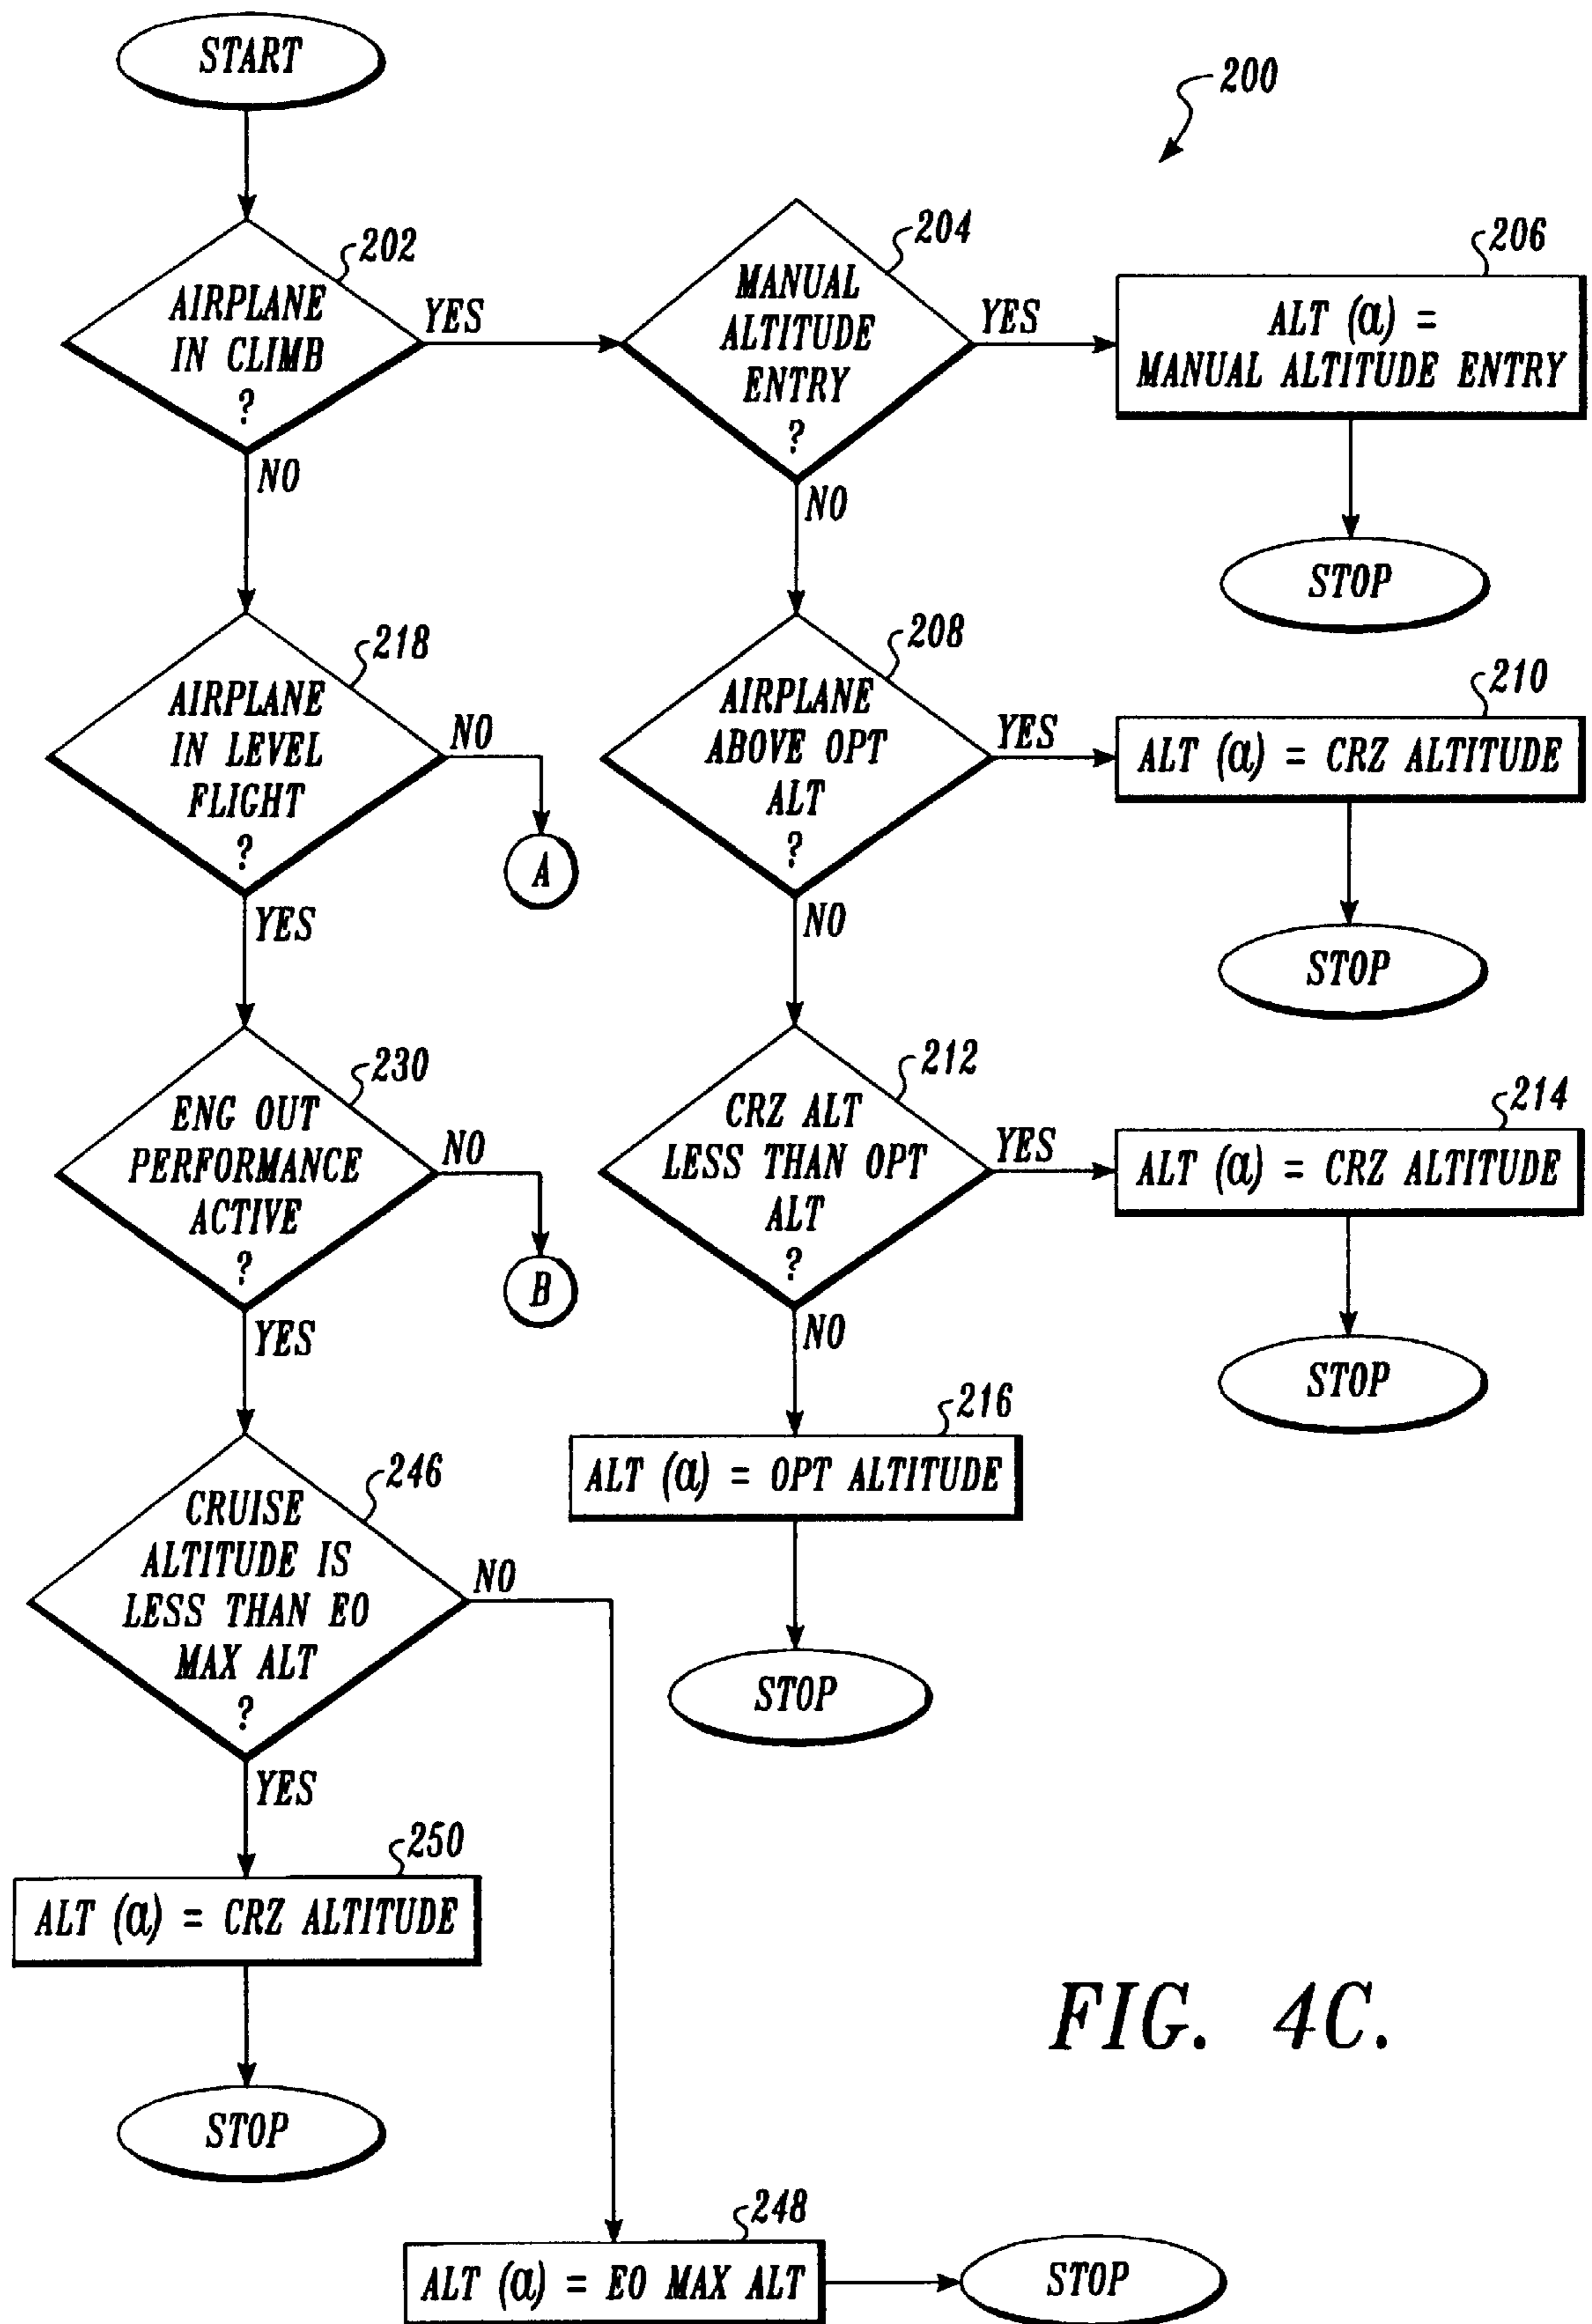 START
200
202
AIRPLANE
IN CLIMB
?
YES
NO
204
MANUAL
ALTITUDE
ENTRY
?
YES
NO
206
ALT (α) =
MANUAL ALTITUDE ENTRY
STOP
218
AIRPLANE
IN LEVEL
FLIGHT
?
NO
A
YES
208
AIRPLANE
ABOVE OPT
ALT
?
YES
NO
210
ALT (α) = CRZ ALTITUDE
STOP
230
ENG OUT
PERFORMANCE
ACTIVE
?
NO
B
YES
212
CRZ ALT
LESS THAN OPT
ALT
?
YES
NO
214
ALT (α) = CRZ ALTITUDE
STOP
216
ALT (α) = OPT ALTITUDE
STOP
246
CRUISE
ALTITUDE IS
LESS THAN EO
MAX ALT
?
NO
YES
250
ALT (α) = CRZ ALTITUDE
STOP
248
ALT (α) = EO MAX ALT
STOP
FIG. 4C.